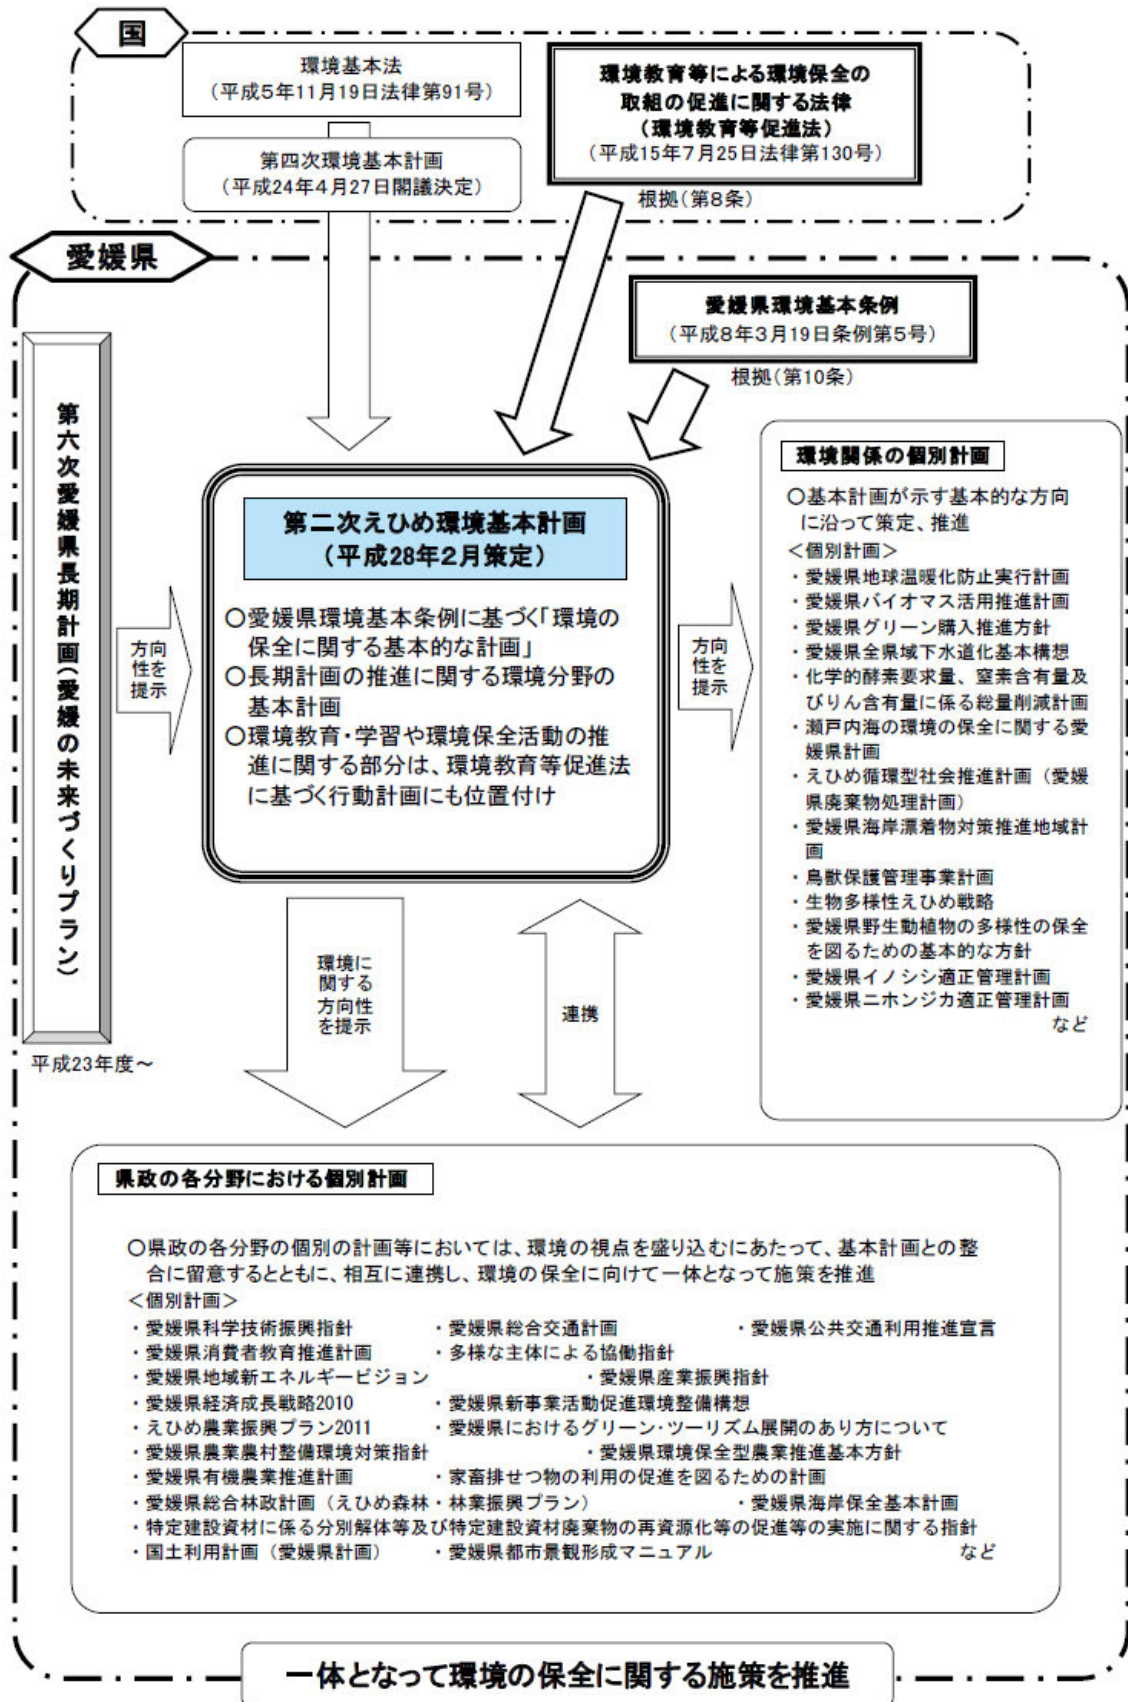 国
環境基本法
（平成5年11月19日法律第91号）
第四次環境基本計画
（平成24年4月27日閣議決定）
環境教育等による環境保全の
取組の促進に関する法律
（環境教育等促進法）
（平成15年7月25日法律第130号）
根拠（第8条）
愛媛県
愛媛県環境基本条例
（平成8年3月19日条例第5号）
根拠（第10条）
第六次愛媛県長期計画（愛媛の未来づくりプラン）
平成23年度～
方向
性を
提示
第二次えひめ環境基本計画
（平成28年2月策定）
○愛媛県環境基本条例に基づく「環境の
保全に関する基本的な計画」
○長期計画の推進に関する環境分野の
基本計画
○環境教育・学習や環境保全活動の推
進に関する部分は、環境教育等促進法
に基づく行動計画にも位置付け
方向
性を
提示
環境関係の個別計画
○基本計画が示す基本的な方向
に沿って策定、推進
＜個別計画＞
・愛媛県地球温暖化防止実行計画
・愛媛県バイオマス活用推進計画
・愛媛県グリーン購入推進方針
・愛媛県全県域下水道化基本構想
・化学的酵素要求量、窒素含有量及
びりん含有量に係る総量削減計画
・瀬戸内海の環境の保全に関する愛
媛県計画
・えひめ循環型社会推進計画（愛媛
県廃棄物処理計画）
・愛媛県海岸漂着物対策推進地域計
画
・鳥獣保護管理事業計画
・生物多様性えひめ戦略
・愛媛県野生動植物の多様性の保全
を図るための基本的な方針
・愛媛県イノシシ適正管理計画
・愛媛県ニホンジカ適正管理計画
など
環境に
関する
方向性
を提示
連携
県政の各分野における個別計画
○県政の各分野の個別の計画等においては、環境の視点を盛り込むにあたって、基本計画との整
合に留意するとともに、相互に連携し、環境の保全に向けて一体となって施策を推進
＜個別計画＞
・愛媛県科学技術振興指針 ・愛媛県総合交通計画 ・愛媛県公共交通利用推進宣言
・愛媛県消費者教育推進計画 ・多様な主体による協働指針
・愛媛県地域新エネルギービジョン ・愛媛県産業振興指針
・愛媛県経済成長戦略2010 ・愛媛県新事業活動促進環境整備構想
・えひめ農業振興プラン2011 ・愛媛県におけるグリーン・ツーリズム展開のあり方について
・愛媛県農業農村整備環境対策指針 ・愛媛県環境保全型農業推進基本方針
・愛媛県有機農業推進計画 ・家畜排せつ物の利用の促進を図るための計画
・愛媛県総合林政計画（えひめ森林・林業振興プラン） ・愛媛県海岸保全基本計画
・特定建設資材に係る分別解体等及び特定建設資材廃棄物の再資源化等の促進等の実施に関する指針
・国土利用計画（愛媛県計画） ・愛媛県都市景観形成マニュアル など
一体となって環境の保全に関する施策を推進